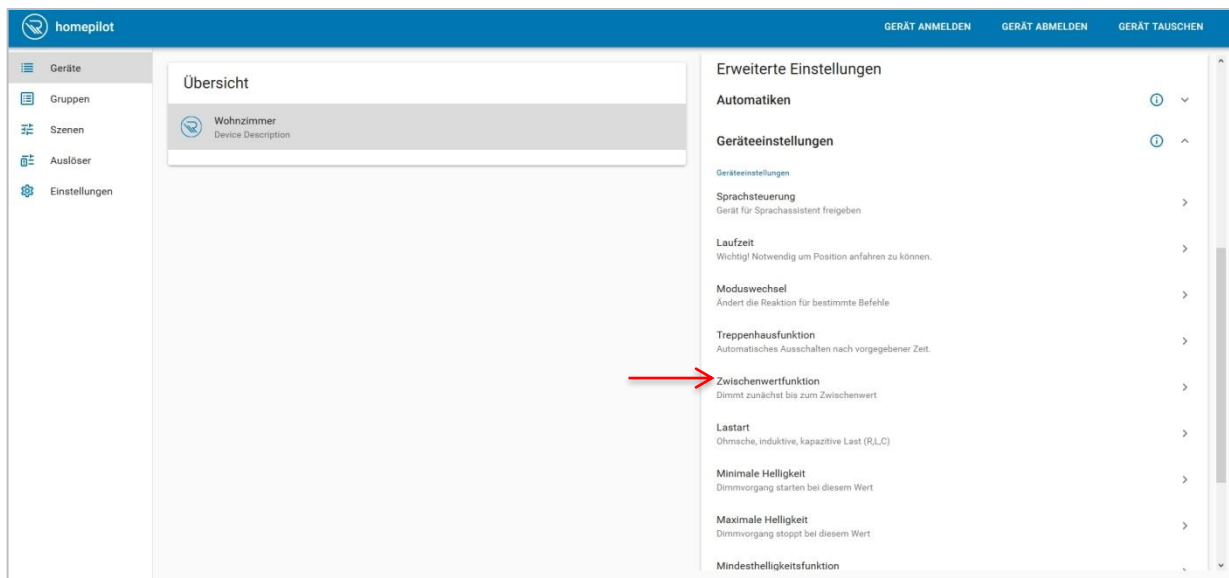 homepilot
GERÄT ANMELDEN
GERÄT ABMELDEN
GERÄT TAUSCHEN
Geräte
Gruppen
Szenen
Auslöser
Einstellungen
Übersicht
Wohnzimmer
Device Description
Erweiterte Einstellungen
Automatiken
Geräteeinstellungen
Geräteeinstellungen
Sprachsteuerung
Gerät für Sprachassistent freigeben
Laufzeit
Wichtig! Notwendig um Position anfahren zu können.
Moduswechsel
Ändert die Reaktion für bestimmte Befehle
Treppenhausfunktion
Automatisches Ausschalten nach vorgegebener Zeit.
Zwischenwertfunktion
Dimmt zunächst bis zum Zwischenwert
Lastart
Ohmsche, induktive, kapazitive Last (R,L,C)
Minimale Helligkeit
Dimmvorgang starten bei diesem Wert
Maximale Helligkeit
Dimmvorgang stoppt bei diesem Wert
Mindesthelligkeitsfunktion